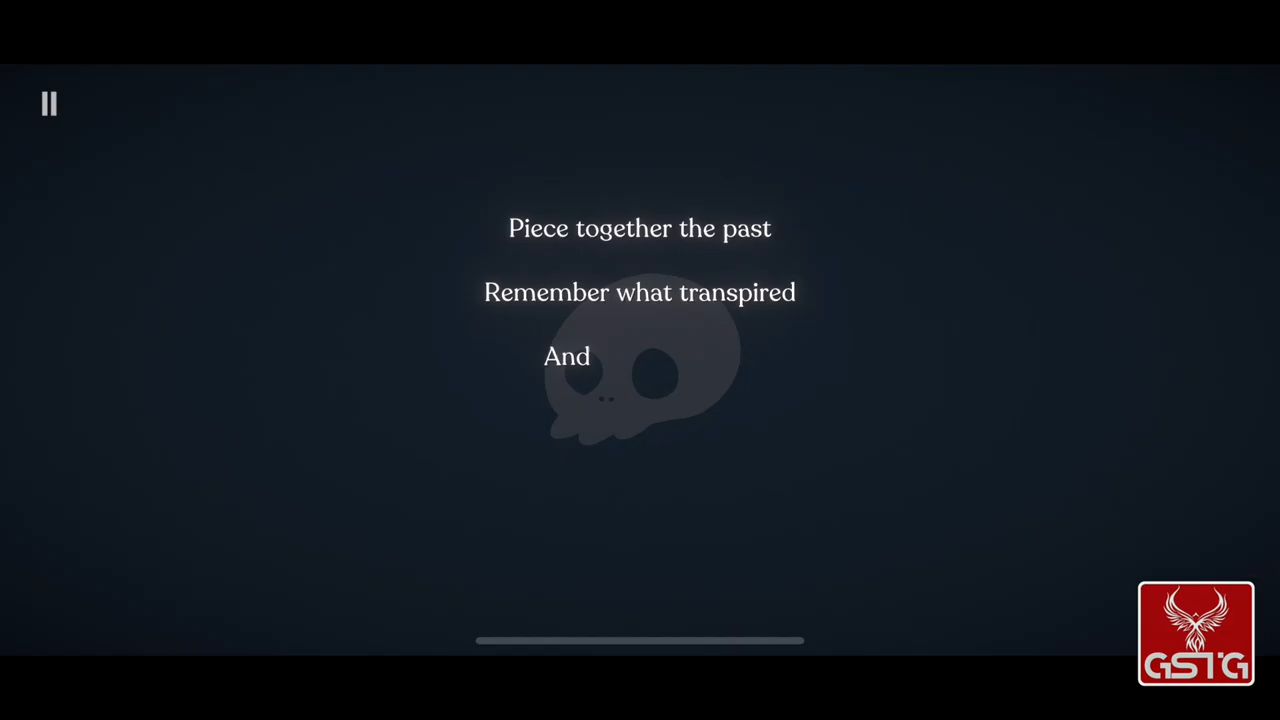 Piece together the past
Remember what transpired
And
GSTG